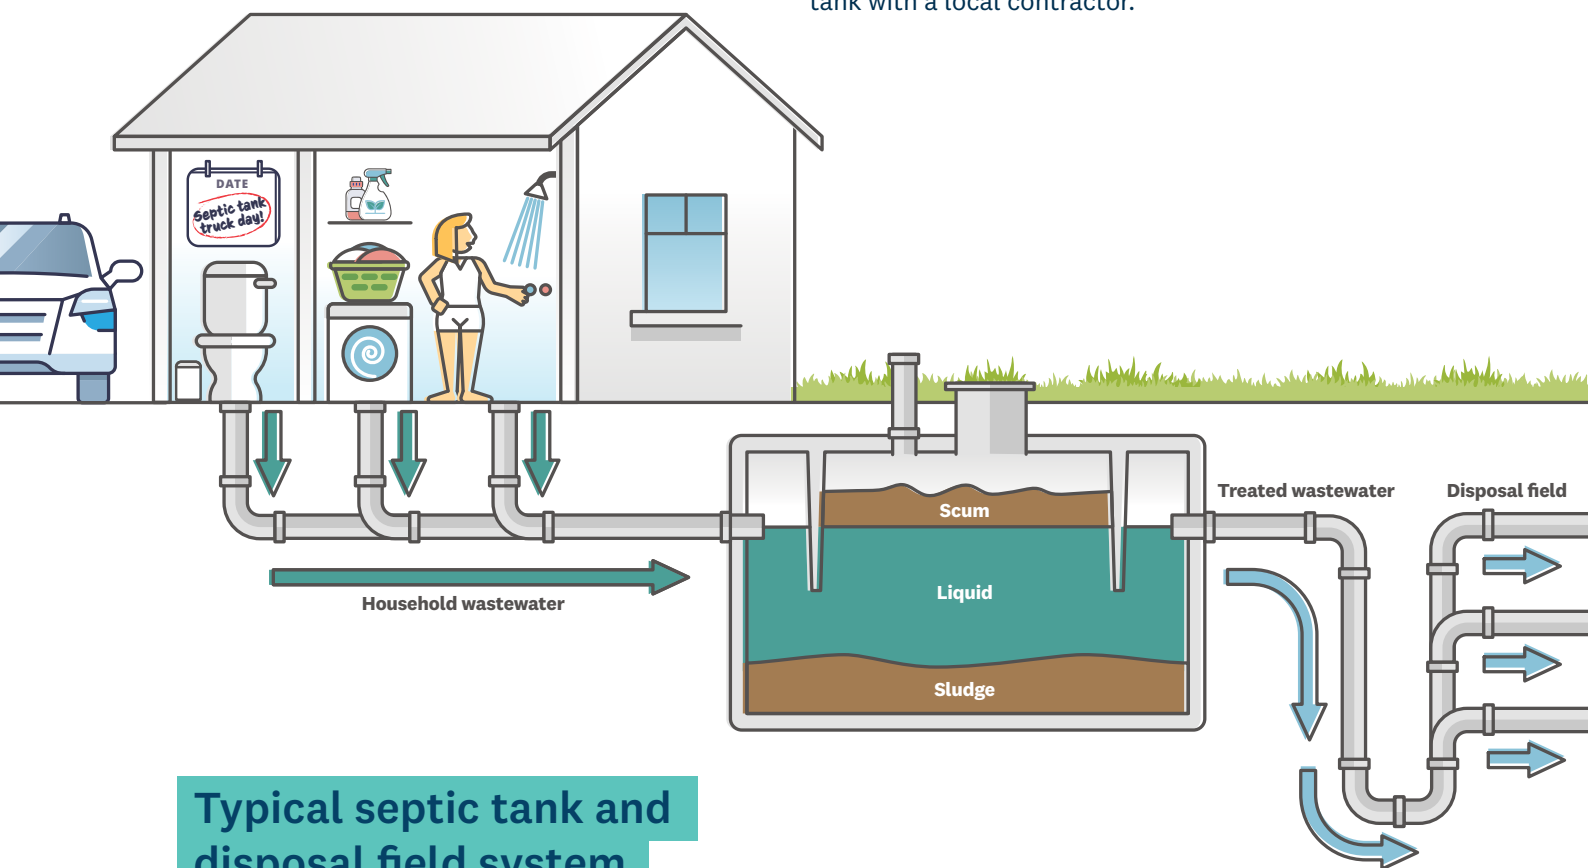 tank with a local contractor.
DATE
Septic tank
truck day!
Scum
Treated wastewater
Disposal field
Liquid
Household wastewater
Sludge
Typical septic tank and
disposal field system